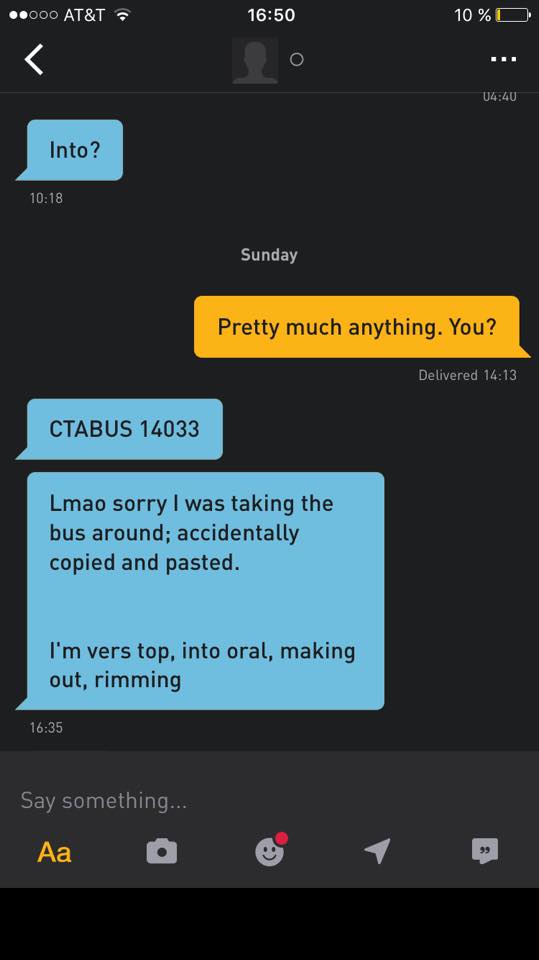 ●●○○○ AT&T 16:50 10 %
04:40
Into?
10:18
Sunday
Pretty much anything. You?
Delivered 14:13
CTABUS 14033
Lmao sorry I was taking the
bus around; accidentally
copied and pasted.
I'm vers top, into oral, making
out, rimming
16:35
Say something...
Aa